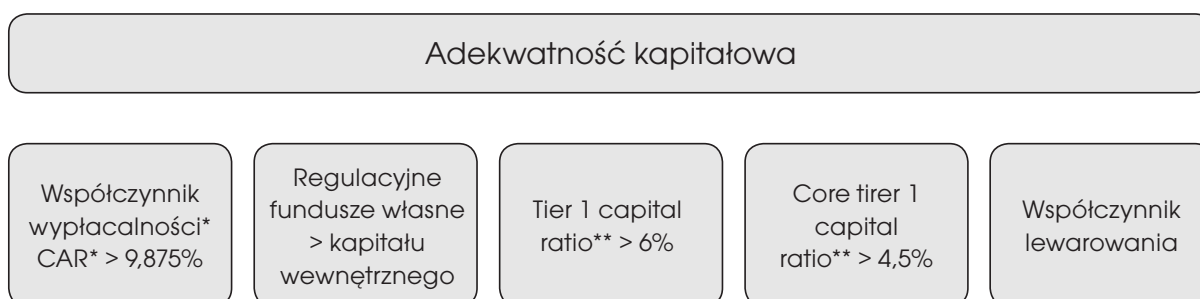 Adekwatność kapitałowa
Współczynnik
wypłacalności*
CAR* > 9,875%
Regulacyjne
fundusze własne
> kapitału
wewnętrznego
Tier 1 capital
ratio** > 6%
Core tirer 1
capital
ratio** > 4,5%
Współczynnik
lewarowania